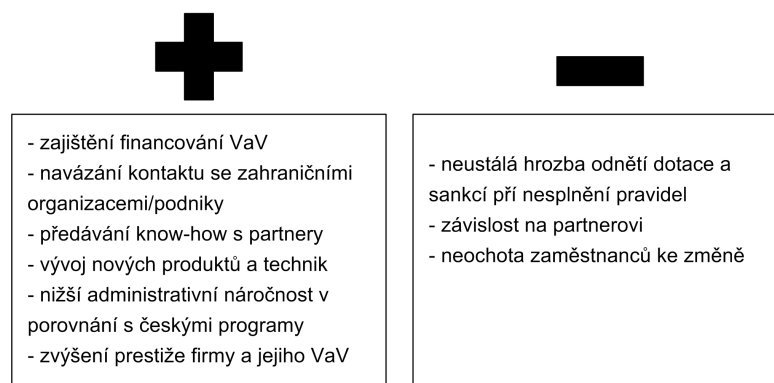 - zajištění financování VaV
- navázání kontaktu se zahraničními
organizacemi/podniky
- předávání know-how s partnery
- vývoj nových produktů a technik
- nižší administrativní náročnost v
porovnání s českými programy
- zvýšení prestiže firmy a jejiho VaV
- neustálá hrozba odnětí dotace a
sankcí pří nesplnění pravidel
- závislost na partnerovi
- neochota zaměstnanců ke změně